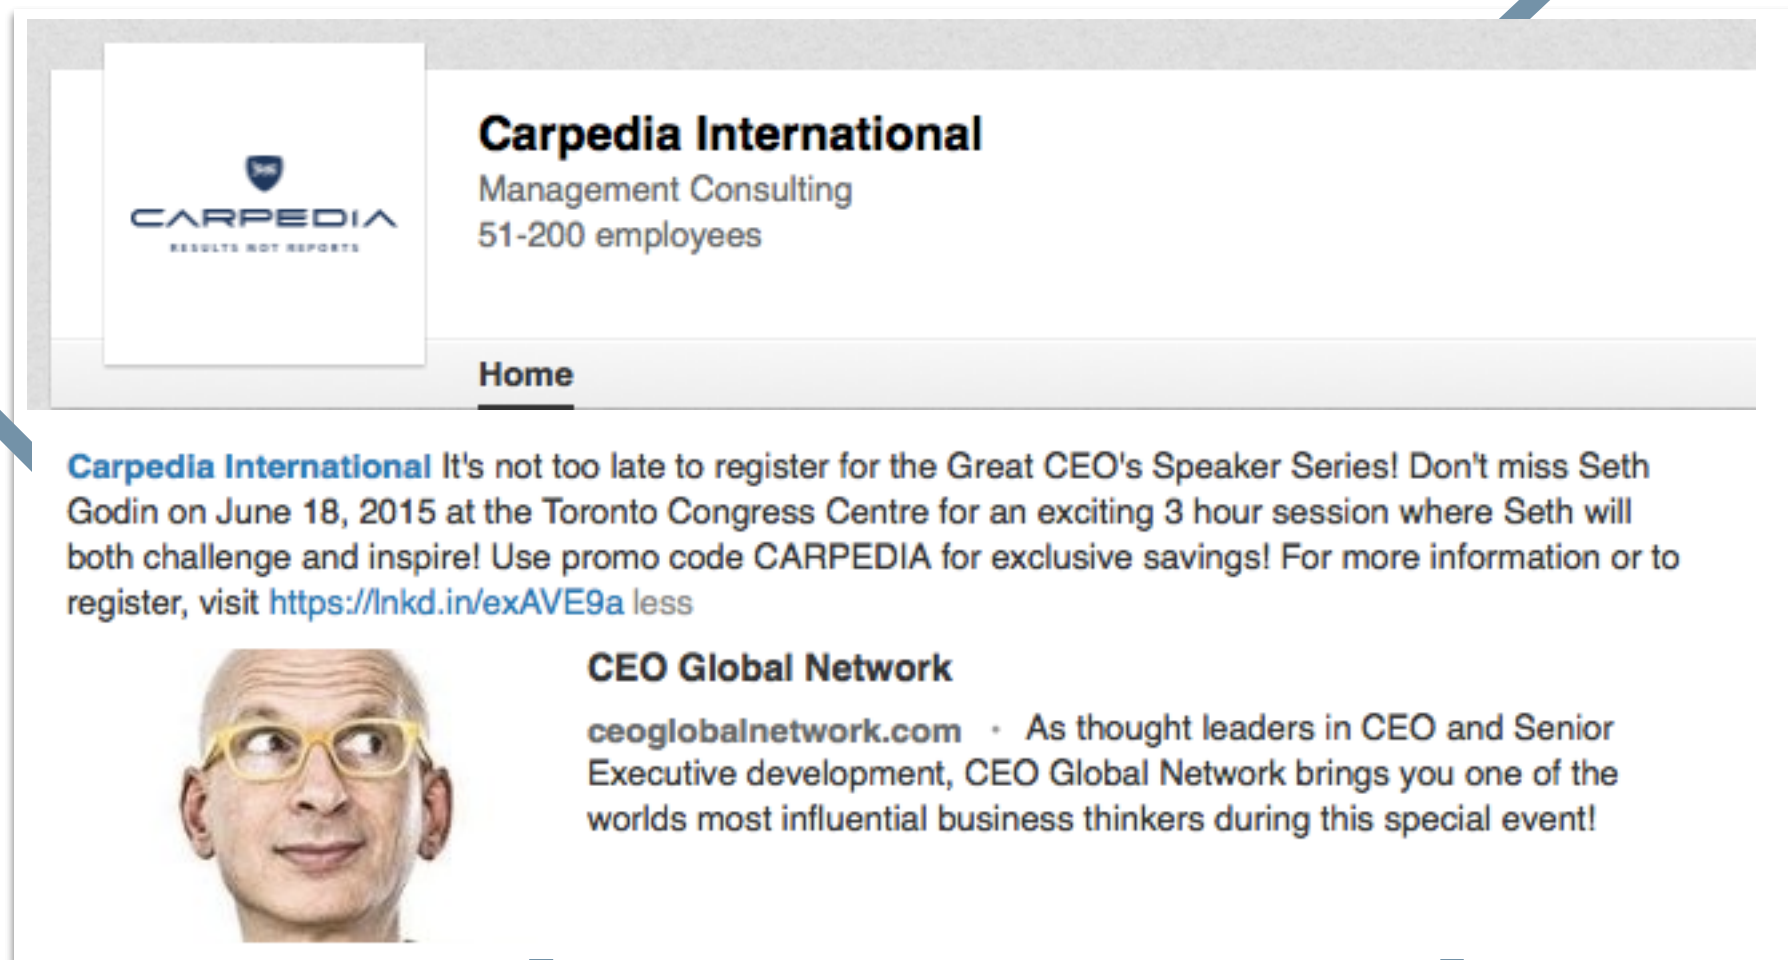 CARPEDIA
RESULTS NOT REPORTS
Carpedia International
Management Consulting
51-200 employees
Home
Carpedia International It's not too late to register for the Great CEO's Speaker Series! Don't miss Seth
Godin on June 18, 2015 at the Toronto Congress Centre for an exciting 3 hour session where Seth will
both challenge and inspire! Use promo code CARPEDIA for exclusive savings! For more information or to
register, visit https://lnkd.in/exAVE9a less
CEO Global Network
ceoglobalnetwork.com · As thought leaders in CEO and Senior
Executive development, CEO Global Network brings you one of the
worlds most influential business thinkers during this special event!